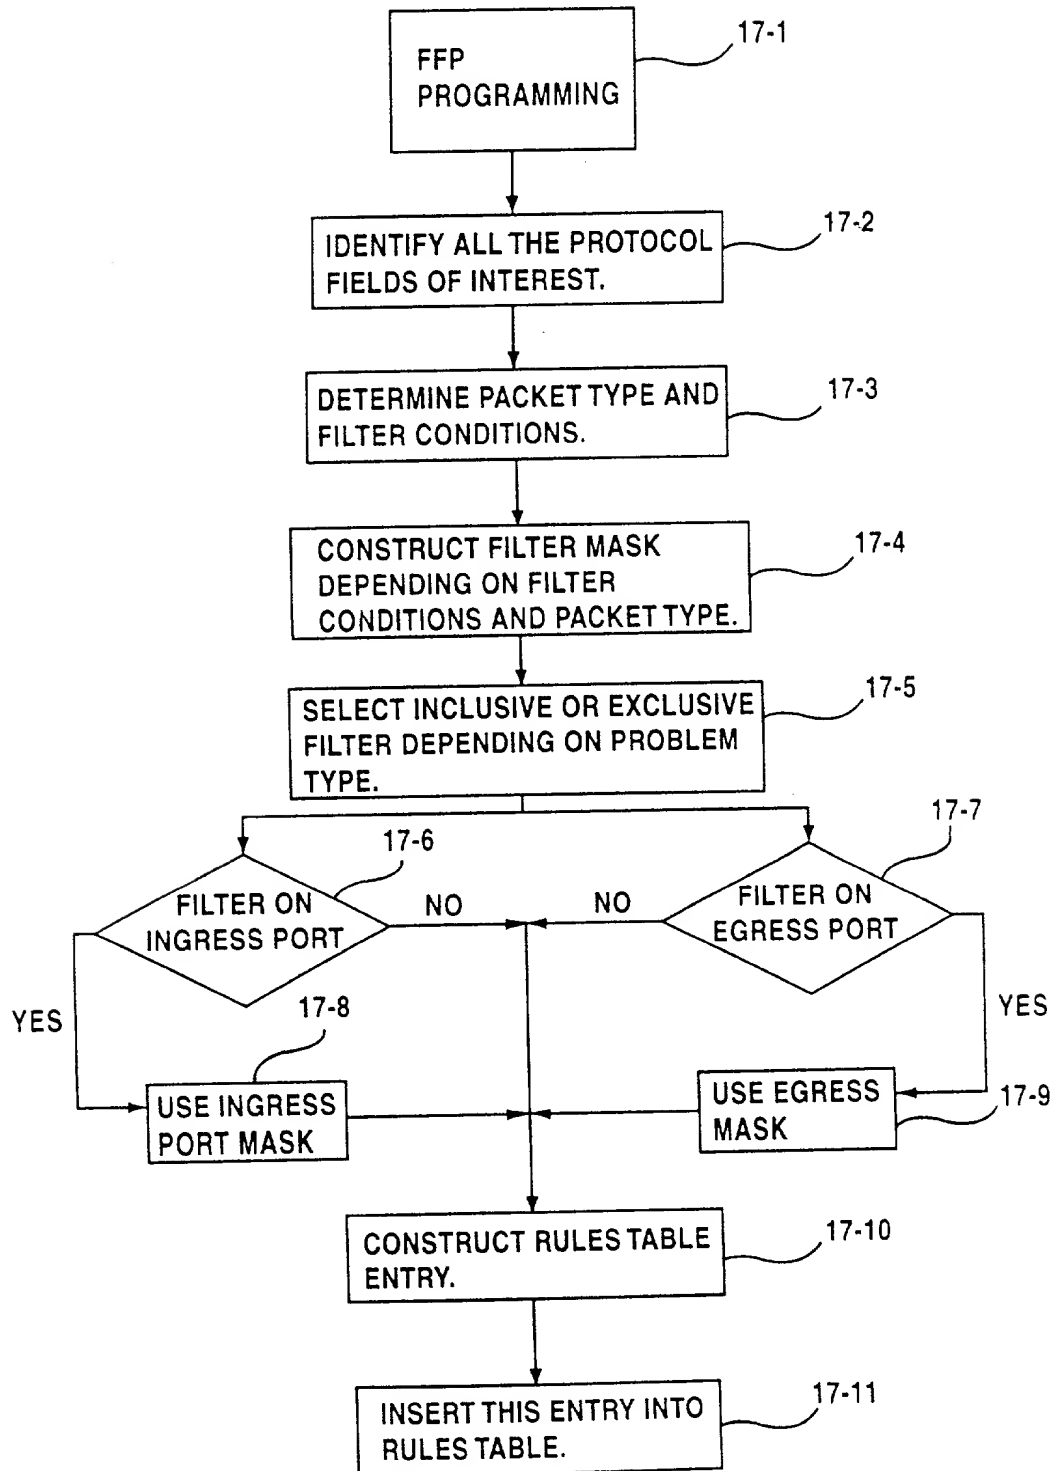 FFP
PROGRAMMING
17-1
IDENTIFY ALL THE PROTOCOL
FIELDS OF INTEREST.
17-2
DETERMINE PACKET TYPE AND
FILTER CONDITIONS.
17-3
CONSTRUCT FILTER MASK
DEPENDING ON FILTER
CONDITIONS AND PACKET TYPE.
17-4
SELECT INCLUSIVE OR EXCLUSIVE
FILTER DEPENDING ON PROBLEM
TYPE.
17-5
17-6
FILTER ON
INGRESS PORT
NO
YES
17-7
FILTER ON
EGRESS PORT
NO
YES
17-8
USE INGRESS
PORT MASK
USE EGRESS
MASK
17-9
CONSTRUCT RULES TABLE
ENTRY.
17-10
INSERT THIS ENTRY INTO
RULES TABLE.
17-11